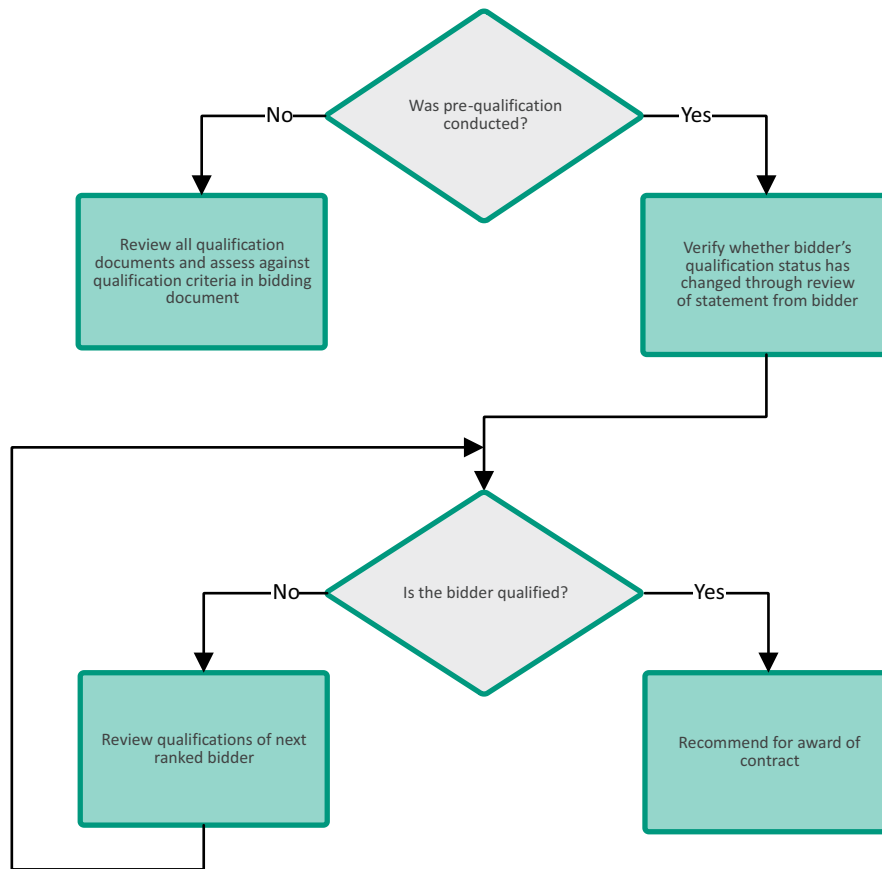 Was pre-qualification
conducted?
No
Yes
Review all qualification
documents and assess against
qualification criteria in bidding
document
Verify whether bidder’s
qualification status has
changed through review
of statement from bidder
Is the bidder qualified?
No
Yes
Review qualifications of next
ranked bidder
Recommend for award of
contract